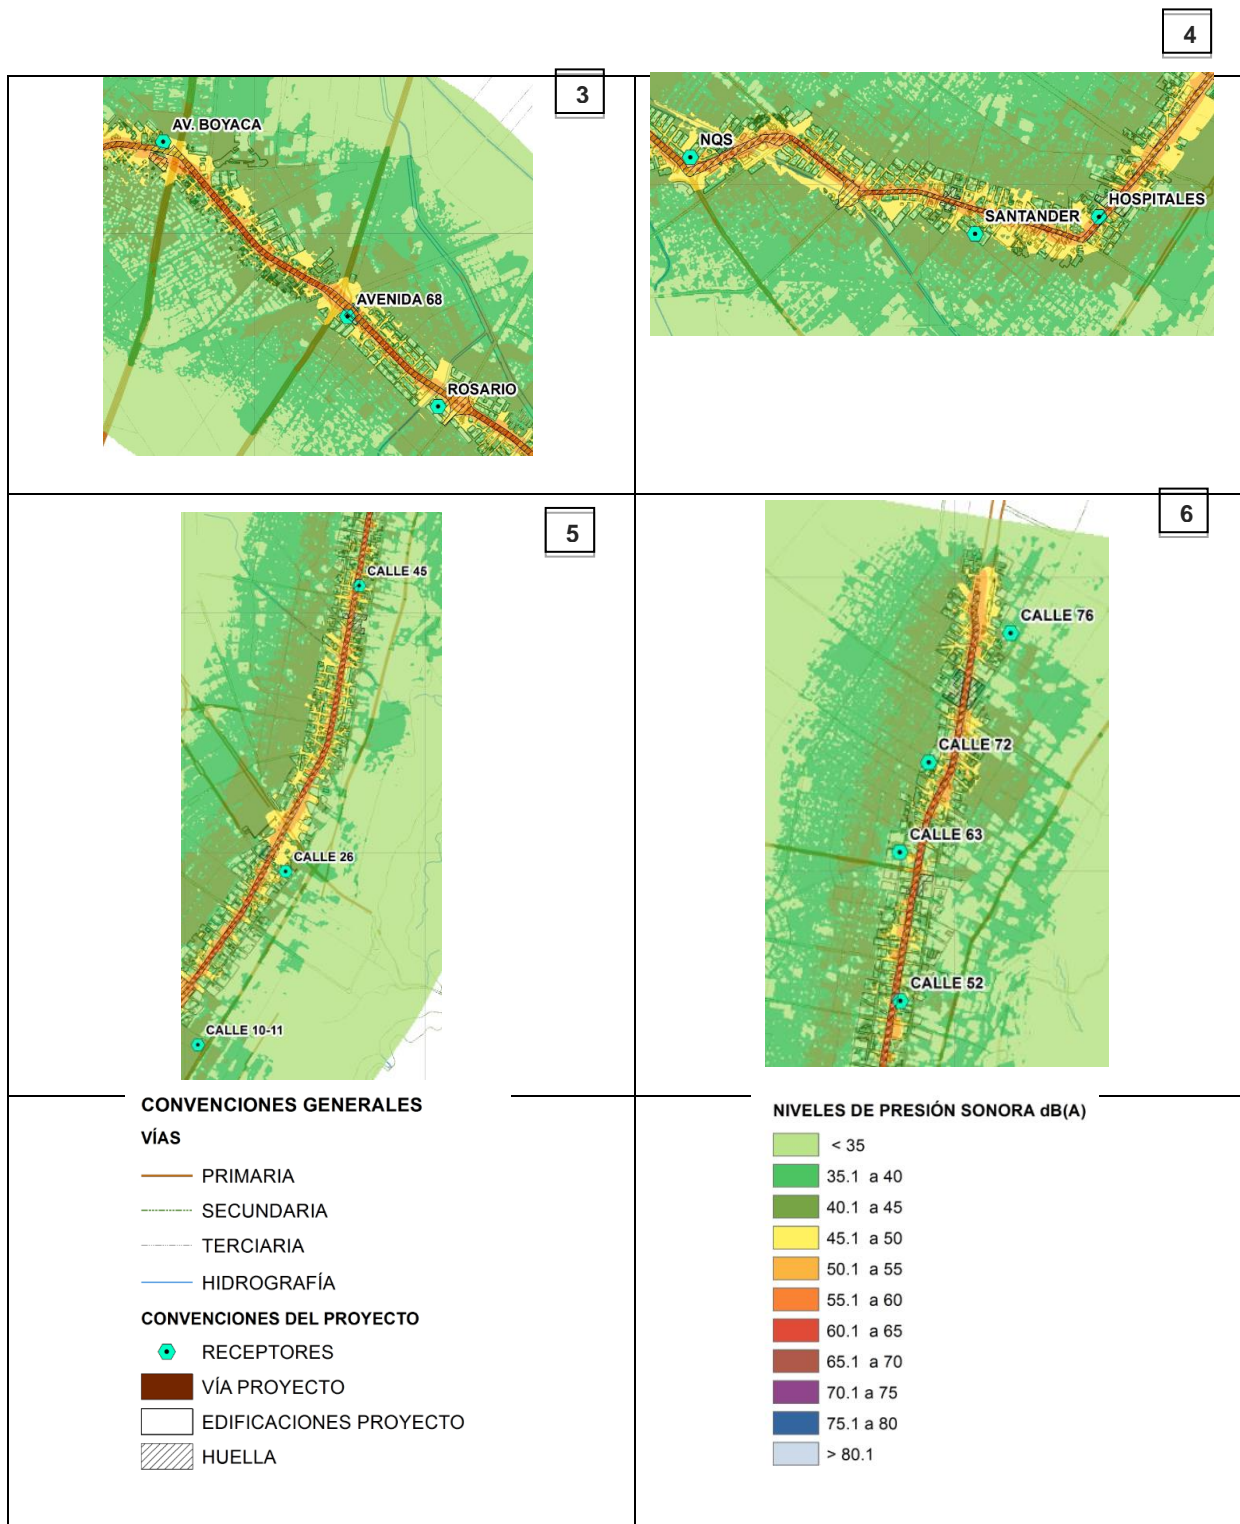 4
3
AV. BOYACA
AVENIDA 68
ROSARIO
NQS
SANTANDER
HOSPITALES
5
CALLE 45
CALLE 26
CALLE 10-11
6
CALLE 76
CALLE 72
CALLE 63
CALLE 52
CONVENCIONES GENERALES
VÍAS
PRIMARIA
SECUNDARIA
TERCIARIA
HIDROGRAFÍA
CONVENCIONES DEL PROYECTO
RECEPTORES
VÍA PROYECTO
EDIFICACIONES PROYECTO
HUELLA
NIVELES DE PRESIÓN SONORA dB(A)
< 35
35.1 a 40
40.1 a 45
45.1 a 50
50.1 a 55
55.1 a 60
60.1 a 65
65.1 a 70
70.1 a 75
75.1 a 80
> 80.1